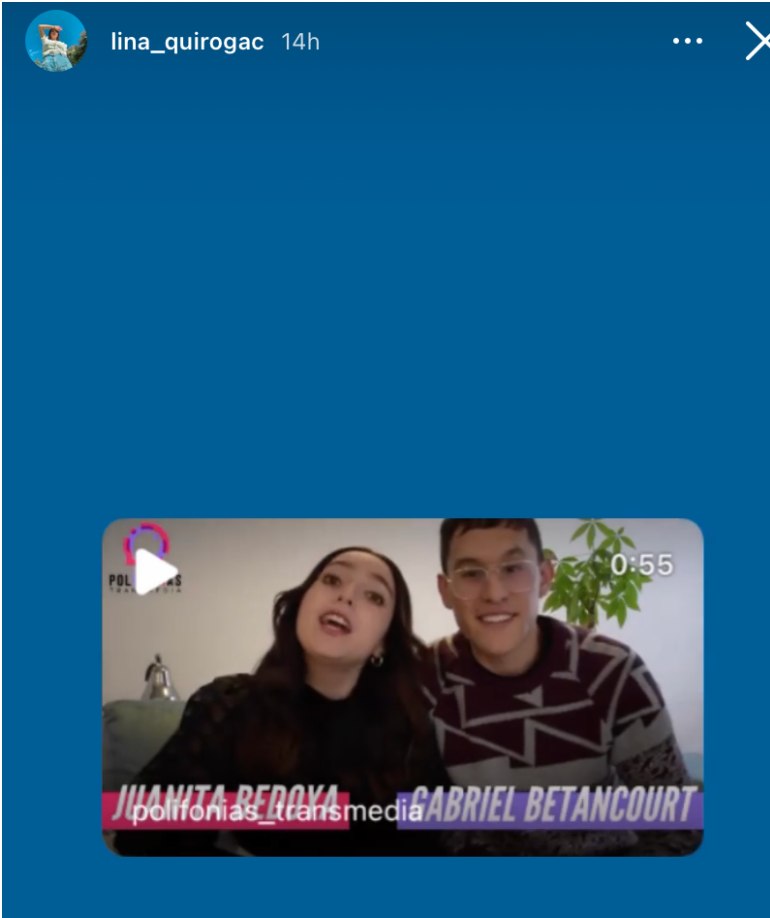 lina_quirogac 14h
0:55
JUANITA BEDOYA
GABRIEL BETANCOURT
polifonias_transmedia